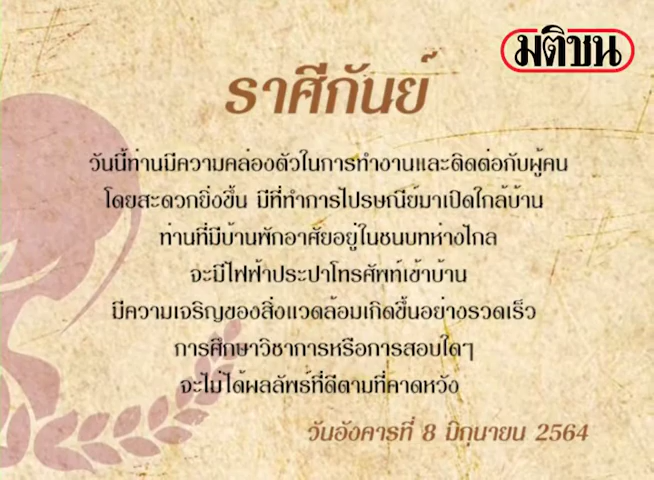 มติชน
ราศีกันย์
วันนี้ท่านมีความคล่องตัวในการทำงานและติดต่อกับผู้คน
โดยสะดวกยิ่งขึ้น มีที่ทำการไปรษณีย์มาเปิดใกล้บ้าน
ท่านที่มีบ้านพักอาศัยอยู่ในชนบทห่างไกล
จะมีไฟฟ้าประปาโทรศัพท์เข้าบ้าน
มีความเจริญของสิ่งแวดล้อมเกิดขึ้นอย่างรวดเร็ว
การศึกษาวิชาการหรือการสอบใดๆ
จะไม่ได้ผลลัพธ์ที่ดีตามที่คาดหวัง
วันอังคารที่ 8 มิถุนายน 2564